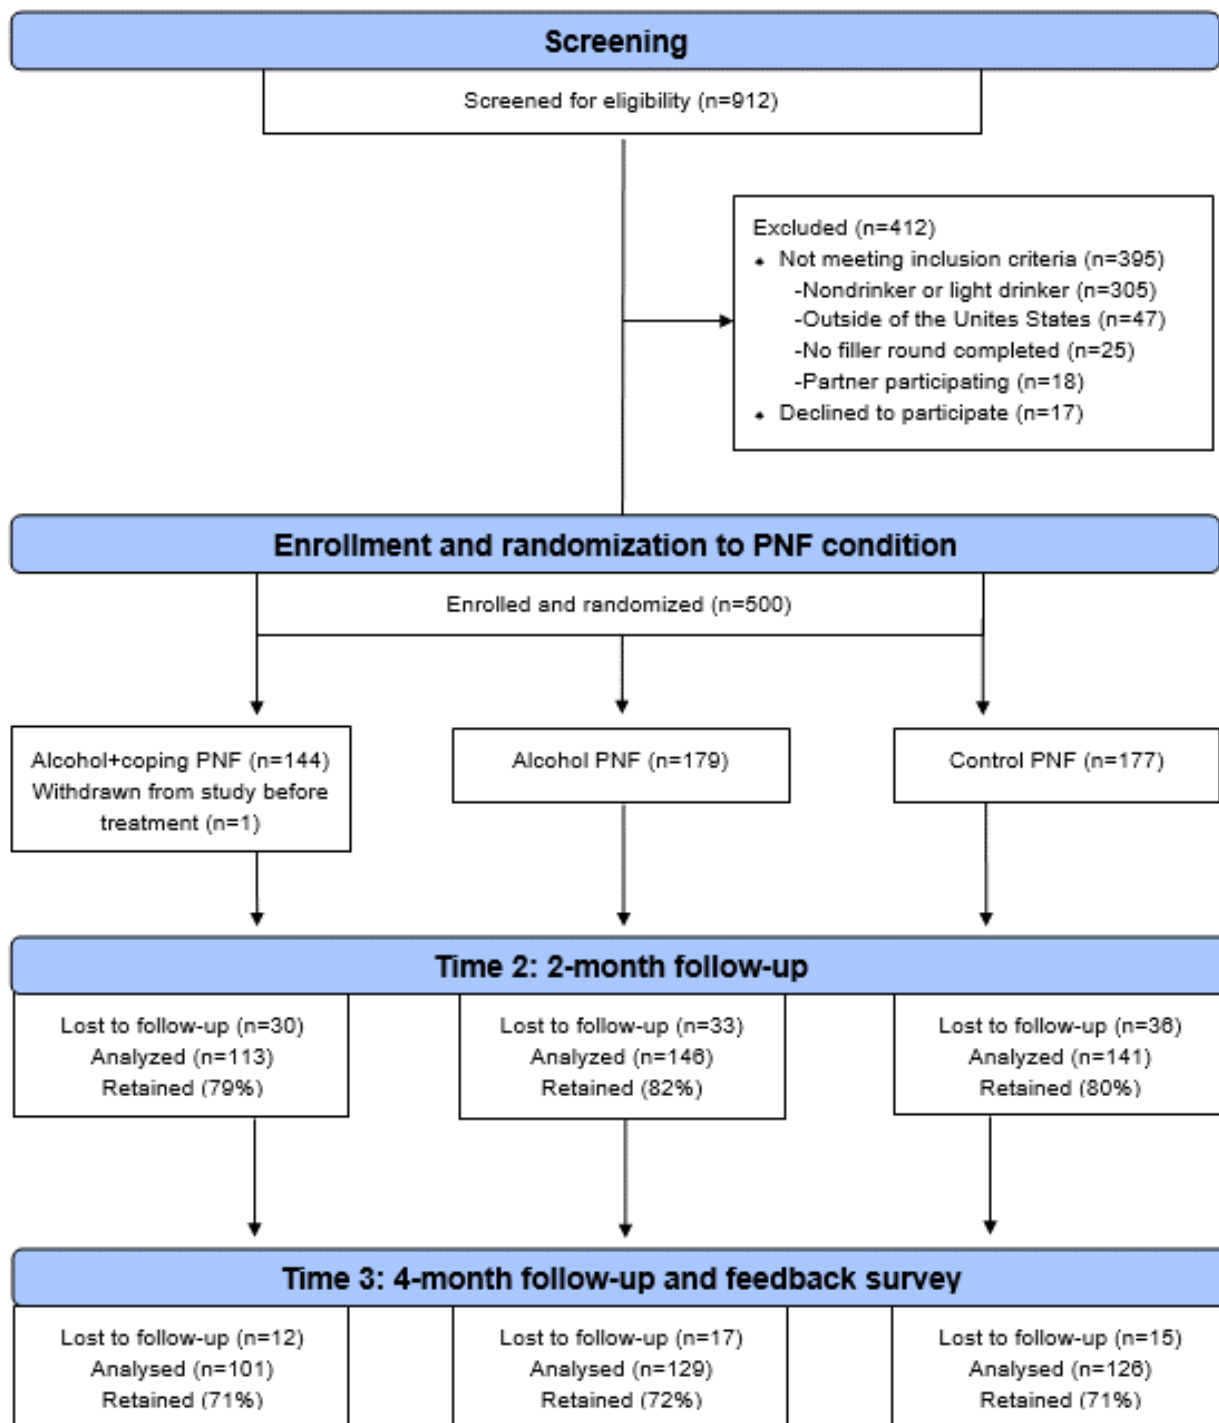 Screening
Screened for eligibility (n=912)
Excluded (n=412)
• Not meeting inclusion criteria (n=395)
-Nondrinker or light drinker (n=305)
-Outside of the Unites States (n=47)
-No filler round completed (n=25)
-Partner participating (n=18)
• Declined to participate (n=17)
Enrollment and randomization to PNF condition
Enrolled and randomized (n=500)
Alcohol+coping PNF (n=144)
Withdrawn from study before
treatment (n=1)
Alcohol PNF (n=179)
Control PNF (n=177)
Time 2: 2-month follow-up
Lost to follow-up (n=30)
Analyzed (n=113)
Retained (79%)
Lost to follow-up (n=33)
Analyzed (n=146)
Retained (82%)
Lost to follow-up (n=36)
Analyzed (n=141)
Retained (80%)
Time 3: 4-month follow-up and feedback survey
Lost to follow-up (n=12)
Analysed (n=101)
Retained (71%)
Lost to follow-up (n=17)
Analysed (n=129)
Retained (72%)
Lost to follow-up (n=15)
Analysed (n=126)
Retained (71%)